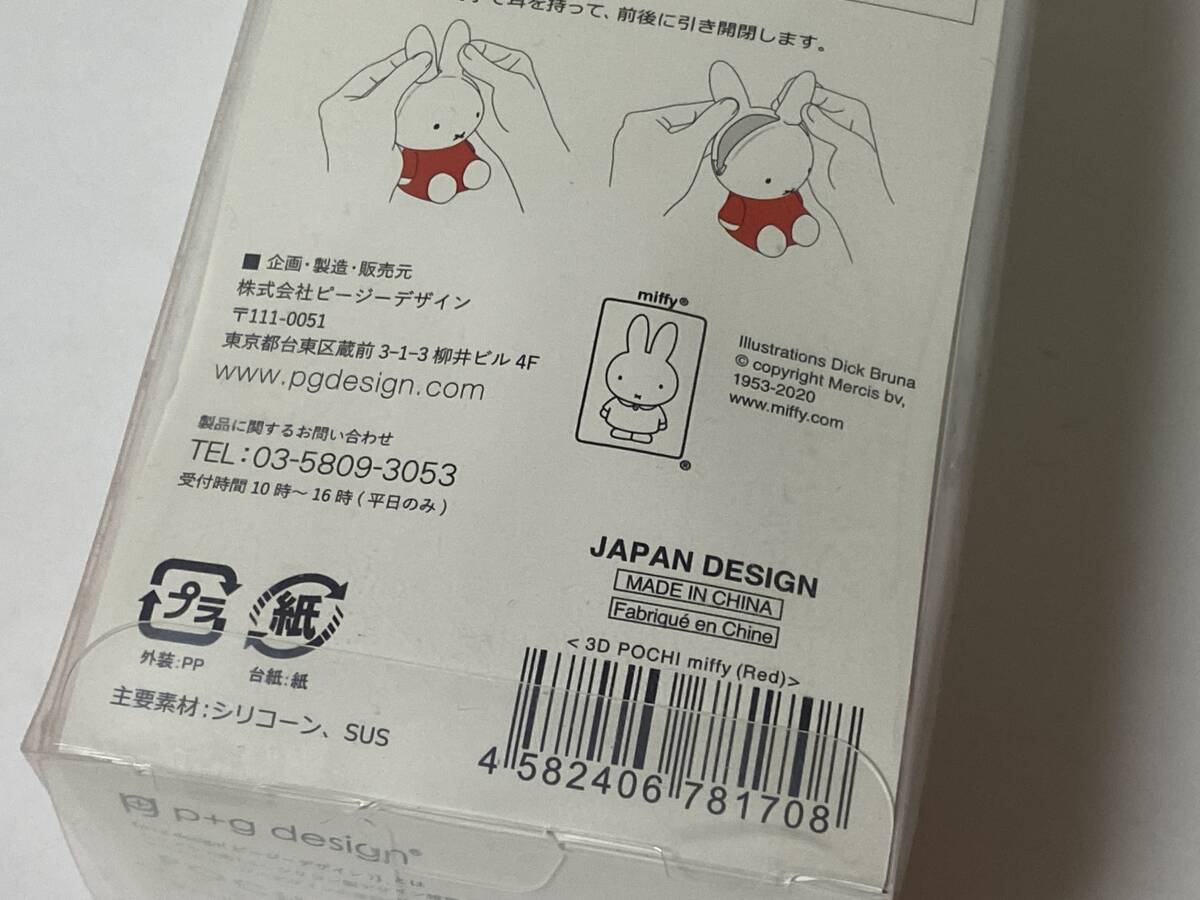 で耳を持って、前後に引き開閉します。
■ 企画・製造・販売元
株式会社ピージーデザイン
〒111-0051
東京都台東区蔵前 3-1-3 柳井ビル 4F
www.pgdesign.com
製品に関するお問い合わせ
TEL:03-5809-3053
受付時間 10 時〜 16 時 ( 平日のみ )
miffy®
®
Illustrations Dick Bruna
© copyright Mercis bv,
1953-2020
www.miffy.com
JAPAN DESIGN
MADE IN CHINA
Fabriqué en Chine
< 3D POCHI miffy (Red)>
4 582406 781708
プラ
外装:PP
紙
台紙:紙
主要素材:シリコーン、SUS
p+g design®